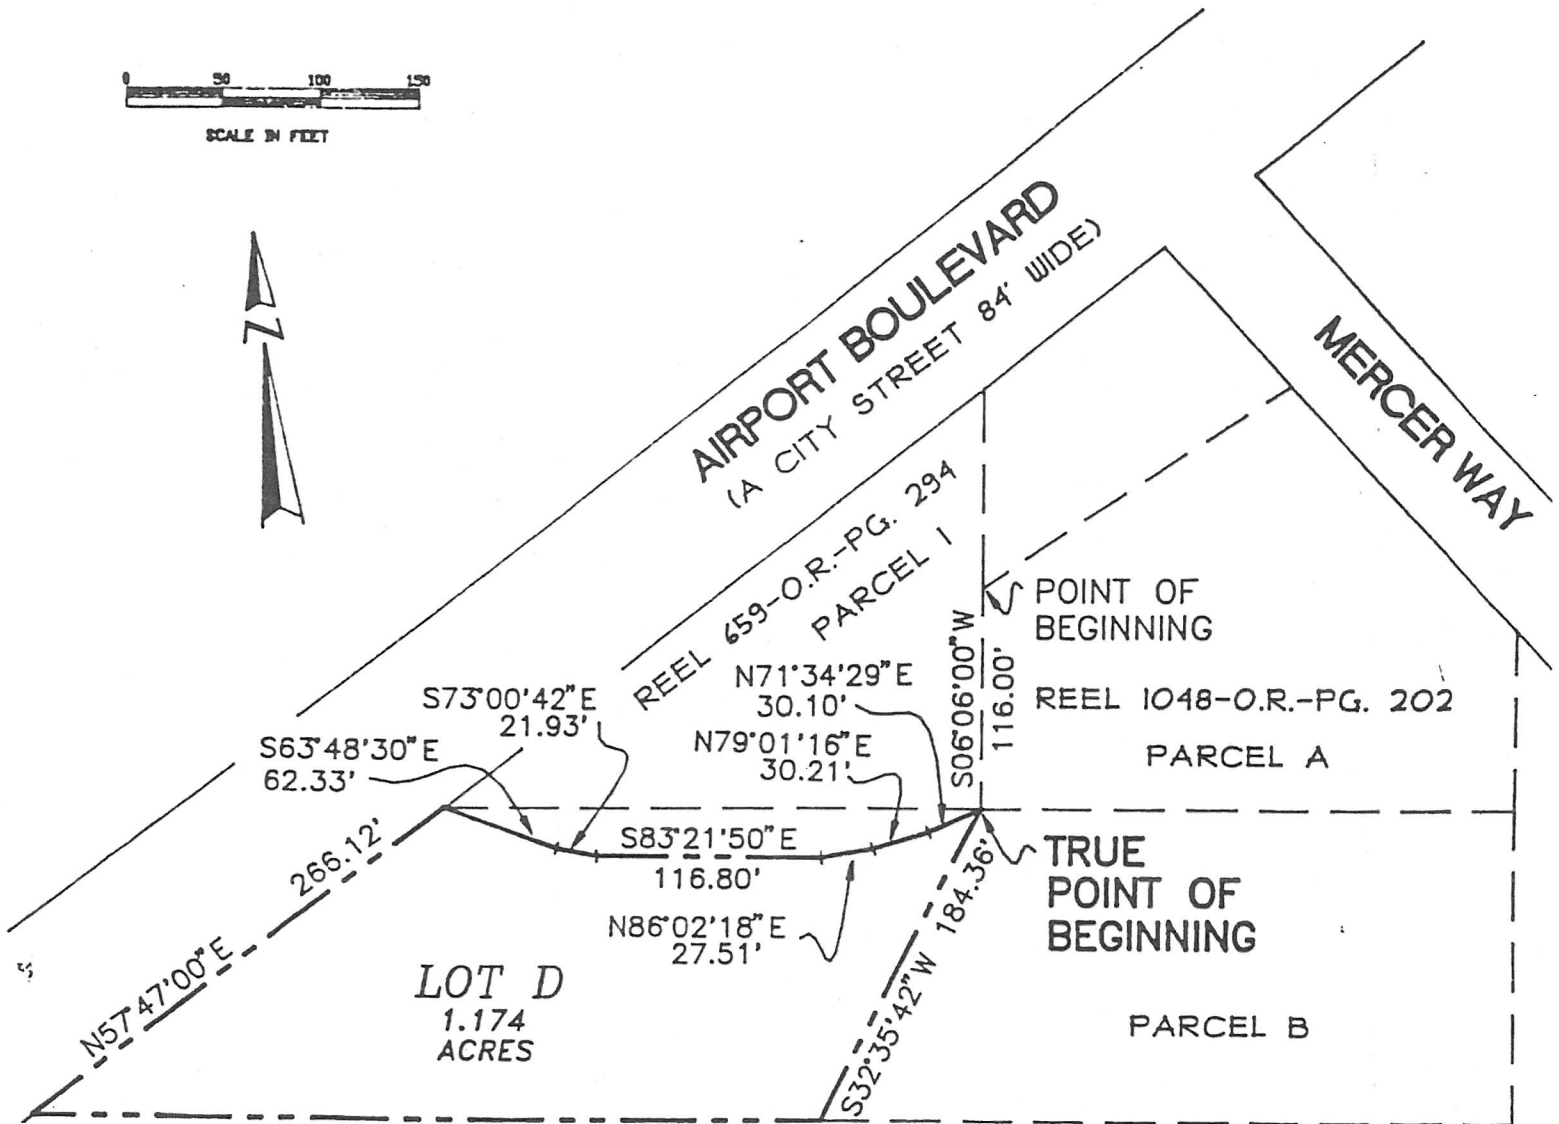 0 50 100 150
SCALE IN FEET
N
AIRPORT BOULEVARD
(A CITY STREET 84' WIDE)
MERCER WAY
REEL 659-O.R.-PG. 294
PARCEL 1
POINT OF
BEGINNING
S06°06'00"W
116.00'
N71°34'29"E
30.10'
REEL 1048-O.R.-PG. 202
PARCEL A
S73°00'42"E
21.93'
N79°01'16"E
30.21'
S63°48'30"E
62.33'
S83°21'50"E
116.80'
N86°02'18"E
27.51'
TRUE
POINT OF
BEGINNING
266.12'
N57°47'00"E
S32°35'42"W 184.36'
LOT D
1.174
ACRES
PARCEL B